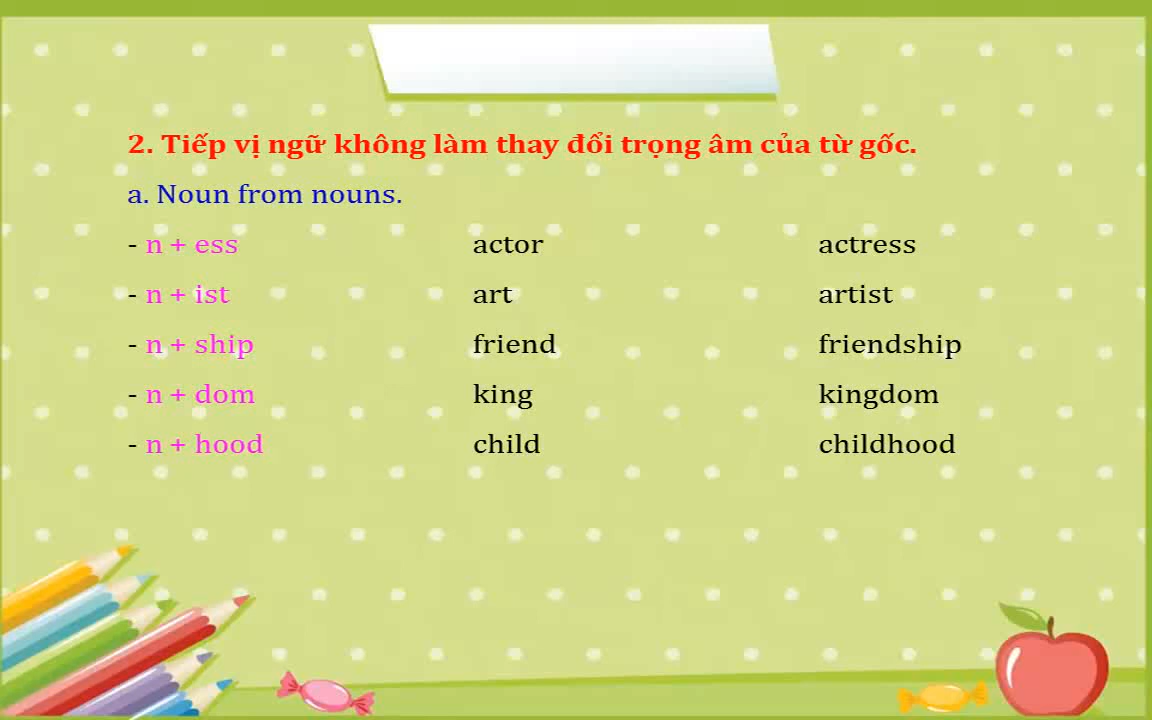 2. Tiếp vị ngữ không làm thay đổi trọng âm của từ gốc.
a. Noun from nouns.
- n + ess actor actress
- n + ist art artist
- n + ship friend friendship
- n + dom king kingdom
- n + hood child childhood